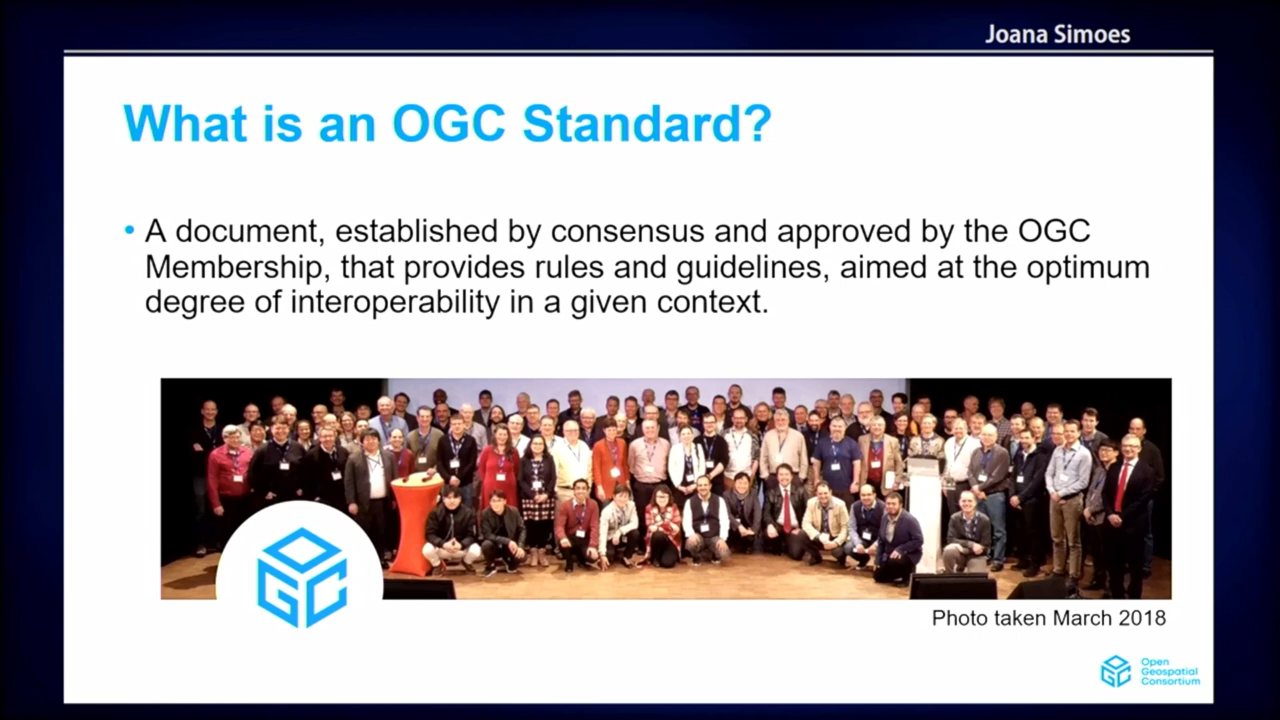 Joana Simoes
What is an OGC Standard?
• A document, established by consensus and approved by the OGC
Membership, that provides rules and guidelines, aimed at the optimum
degree of interoperability in a given context.
OGC
Photo taken March 2018
OGC
Open
Geospatial
Consortium